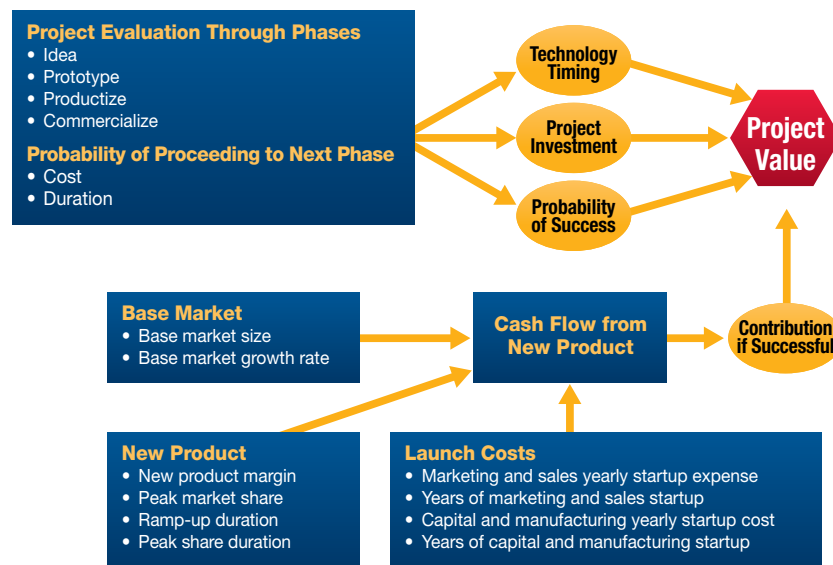 Project Evaluation Through Phases
• Idea
• Prototype
• Productize
• Commercialize
Probability of Proceeding to Next Phase
• Cost
• Duration
Technology
Timing
Project
Investment
Probability
of Success
Project
Value
Base Market
• Base market size
• Base market growth rate
Cash Flow from
New Product
Contribution
if Successful
New Product
• New product margin
• Peak market share
• Ramp-up duration
• Peak share duration
Launch Costs
• Marketing and sales yearly startup expense
• Years of marketing and sales startup
• Capital and manufacturing yearly startup cost
• Years of capital and manufacturing startup